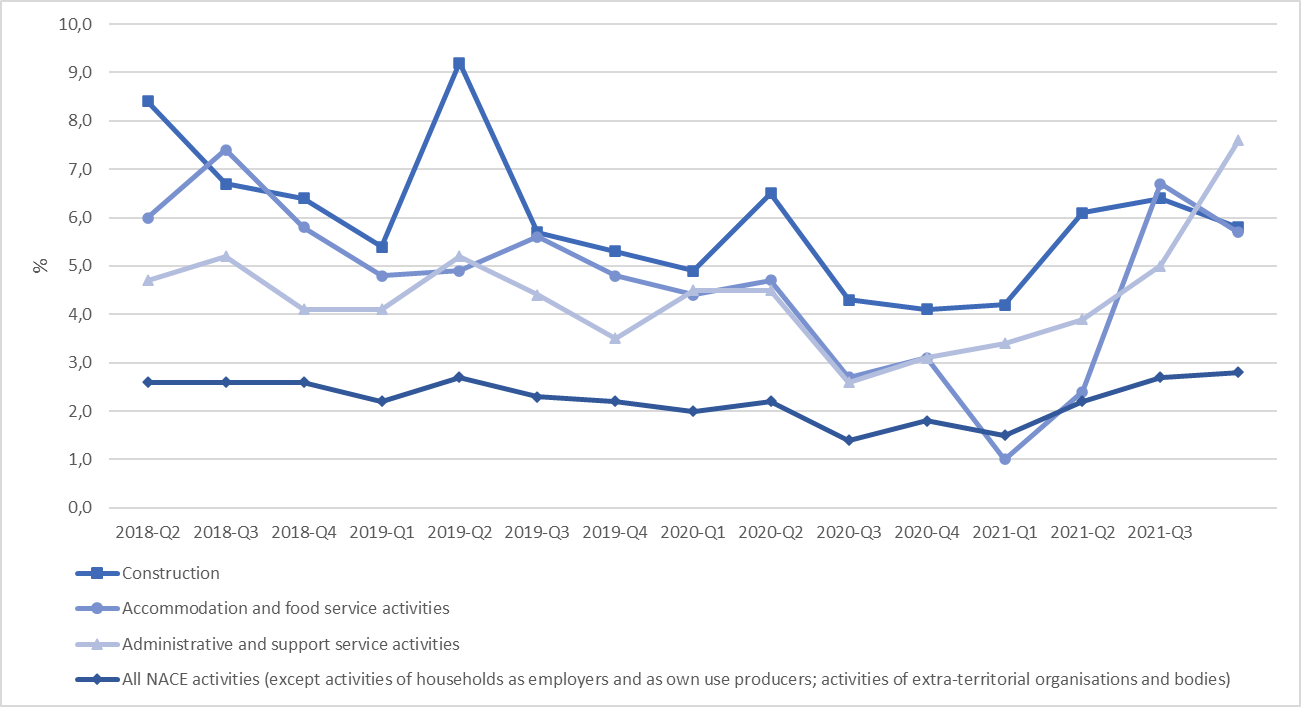 10,0
9,0
8,0
7,0
6,0
5,0
4,0
3,0
2,0
1,0
0,0
%
2018-Q2 2018-Q3 2018-Q4 2019-Q1 2019-Q2 2019-Q3 2019-Q4 2020-Q1 2020-Q2 2020-Q3 2020-Q4 2021-Q1 2021-Q2 2021-Q3
Construction
Accommodation and food service activities
Administrative and support service activities
All NACE activities (except activities of households as employers and as own use producers; activities of extra-territorial organisations and bodies)